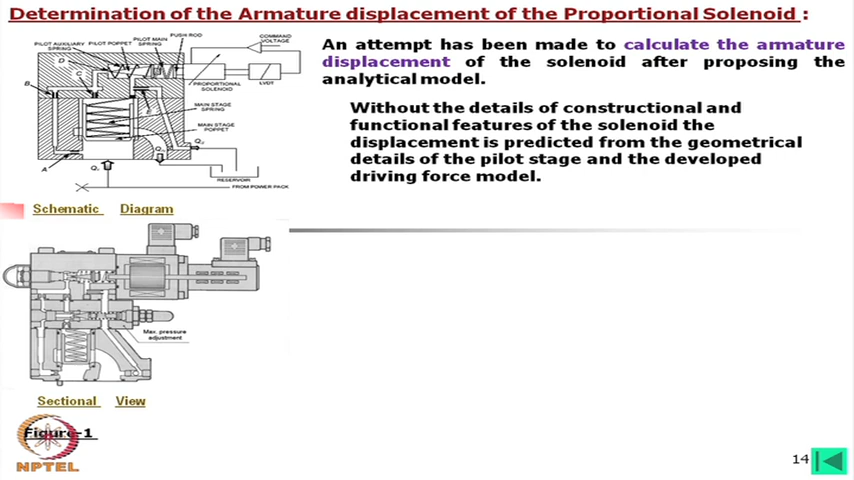 Determination of the Armature displacement of the Proportional Solenoid :
PILOT AUXILIARY SPRING
PILOT POPPET
PILOT MAIN SPRING
PUSH ROD
COMMAND VOLTAGE
D
C
B
PROPORTIONAL SOLENOID
LVDT
MAIN STAGE SPRING
MAIN STAGE POPPET
A
RESERVOIR
FROM POWER PACK
Schematic Diagram
An attempt has been made to calculate the armature
displacement of the solenoid after proposing the
analytical model.
Without the details of constructional and
functional features of the solenoid the
displacement is predicted from the geometrical
details of the pilot stage and the developed
driving force model.
Max. pressure
adjustment
Sectional View
Figure-1
NPTEL
14